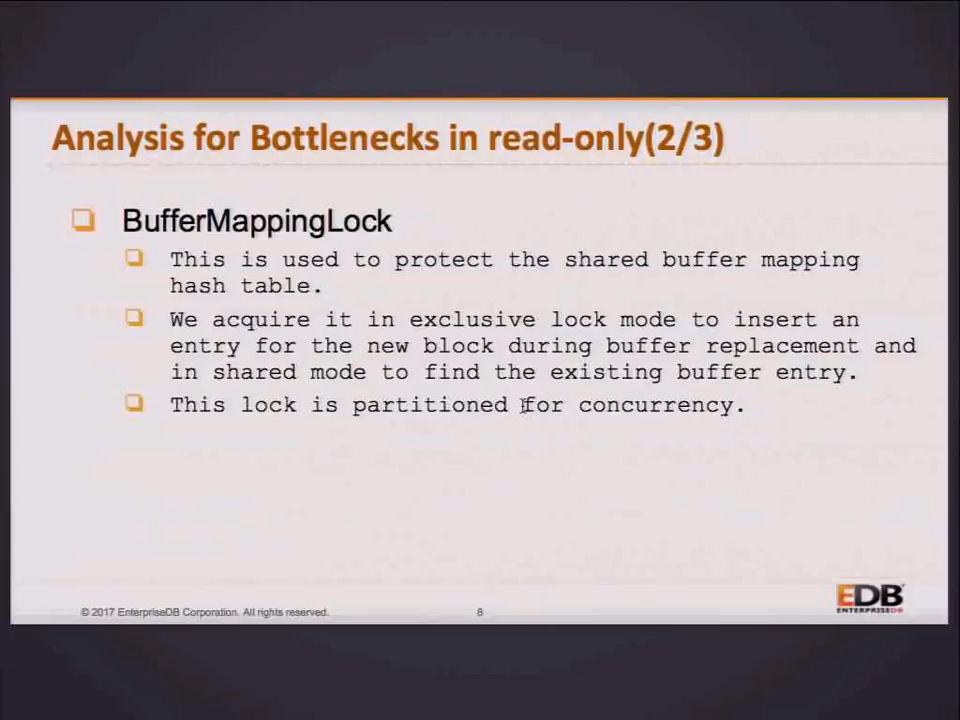 Analysis for Bottlenecks in read-only(2/3)
BufferMappingLock
This is used to protect the shared buffer mapping
hash table.
We acquire it in exclusive lock mode to insert an
entry for the new block during buffer replacement and
in shared mode to find the existing buffer entry.
This lock is partitioned for concurrency.
© 2017 EnterpriseDB Corporation. All rights reserved.
8
EDB
ENTERPRISEDB